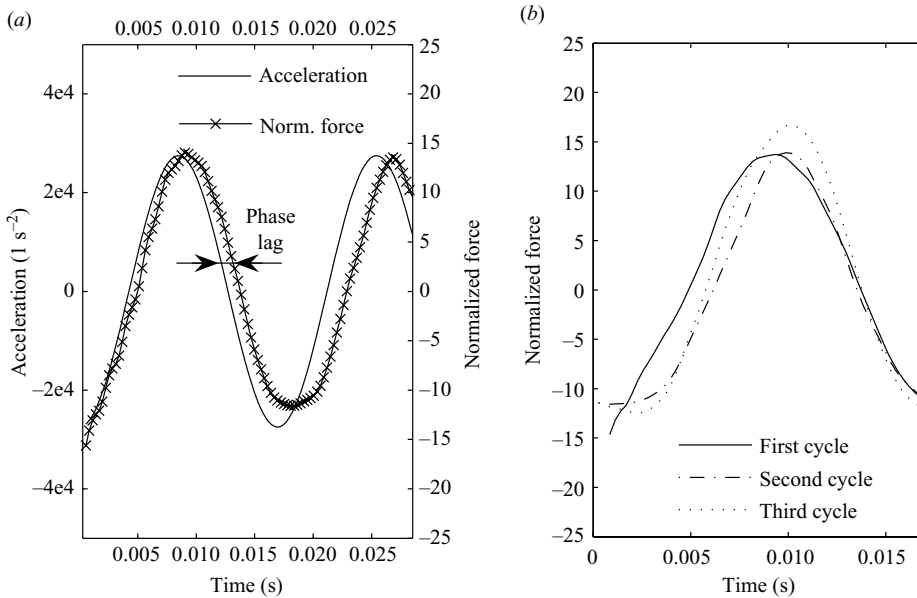 (a)
0.005 0.010 0.015 0.020 0.025
4e4
2e4
0
–2e4
–4e4
Acceleration (1 s–2)
25
20
15
10
5
0
–5
–10
–15
–20
–25
Normalized force
Acceleration
Norm. force
Phase
lag
0.005 0.010 0.015 0.020 0.025
Time (s)
(b)
25
20
15
10
5
0
–5
–10
–15
–20
–25
Normalized force
First cycle
Second cycle
Third cycle
0 0.005 0.010 0.015
Time (s)